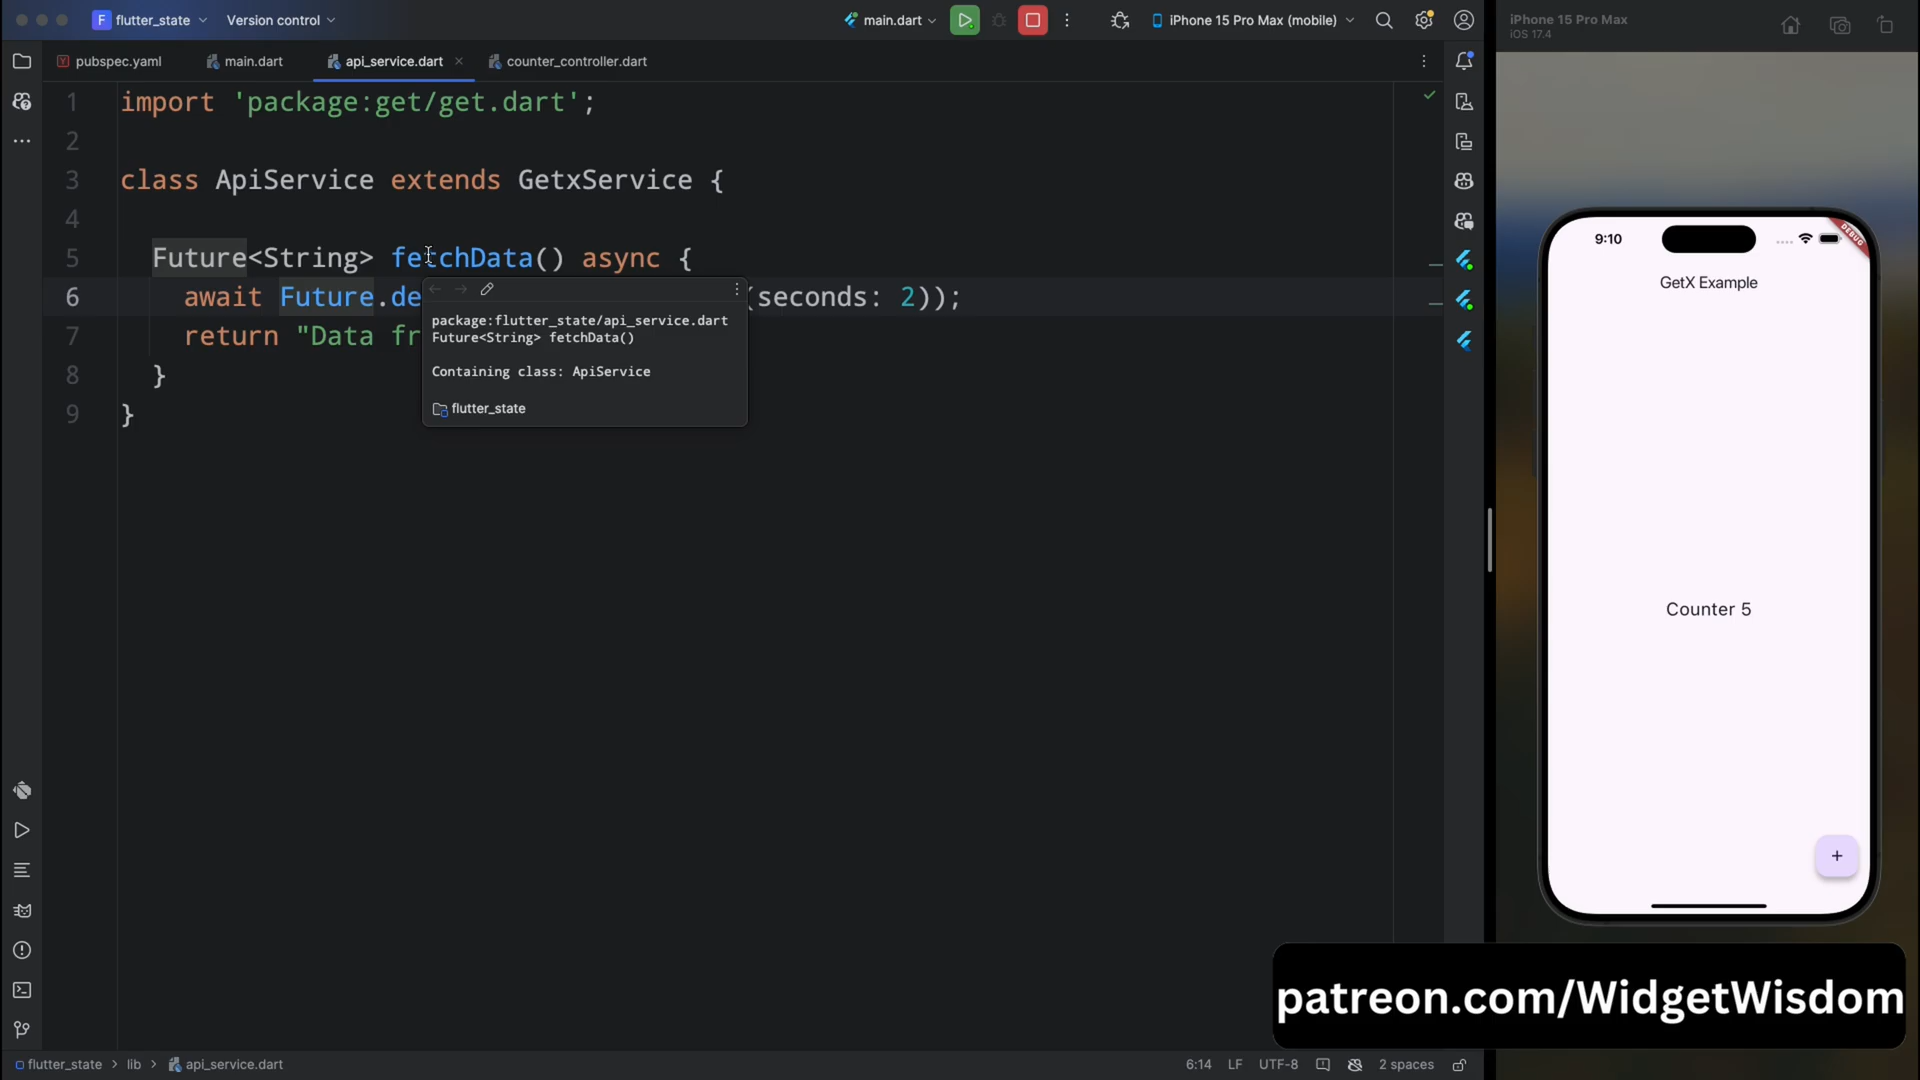 F flutter_state
Version control
main.dart
iPhone 15 Pro Max (mobile)
iPhone 15 Pro Max
iOS 17.4
pubspec.yaml
main.dart
api_service.dart
counter_controller.dart
1 import 'package:get/get.dart';
2
3 class ApiService extends GetxService {
4
5 Future<String> fetchData() async {
6 await Future.de (seconds: 2));
7 return "Data fr
8 }
9 }
package:flutter_state/api_service.dart
Future<String> fetchData()
Containing class: ApiService
flutter_state
9:10
DEBUG
GetX Example
Counter 5
+
patreon.com/WidgetWisdom
flutter_state > lib > api_service.dart
6:14 LF UTF-8 2 spaces